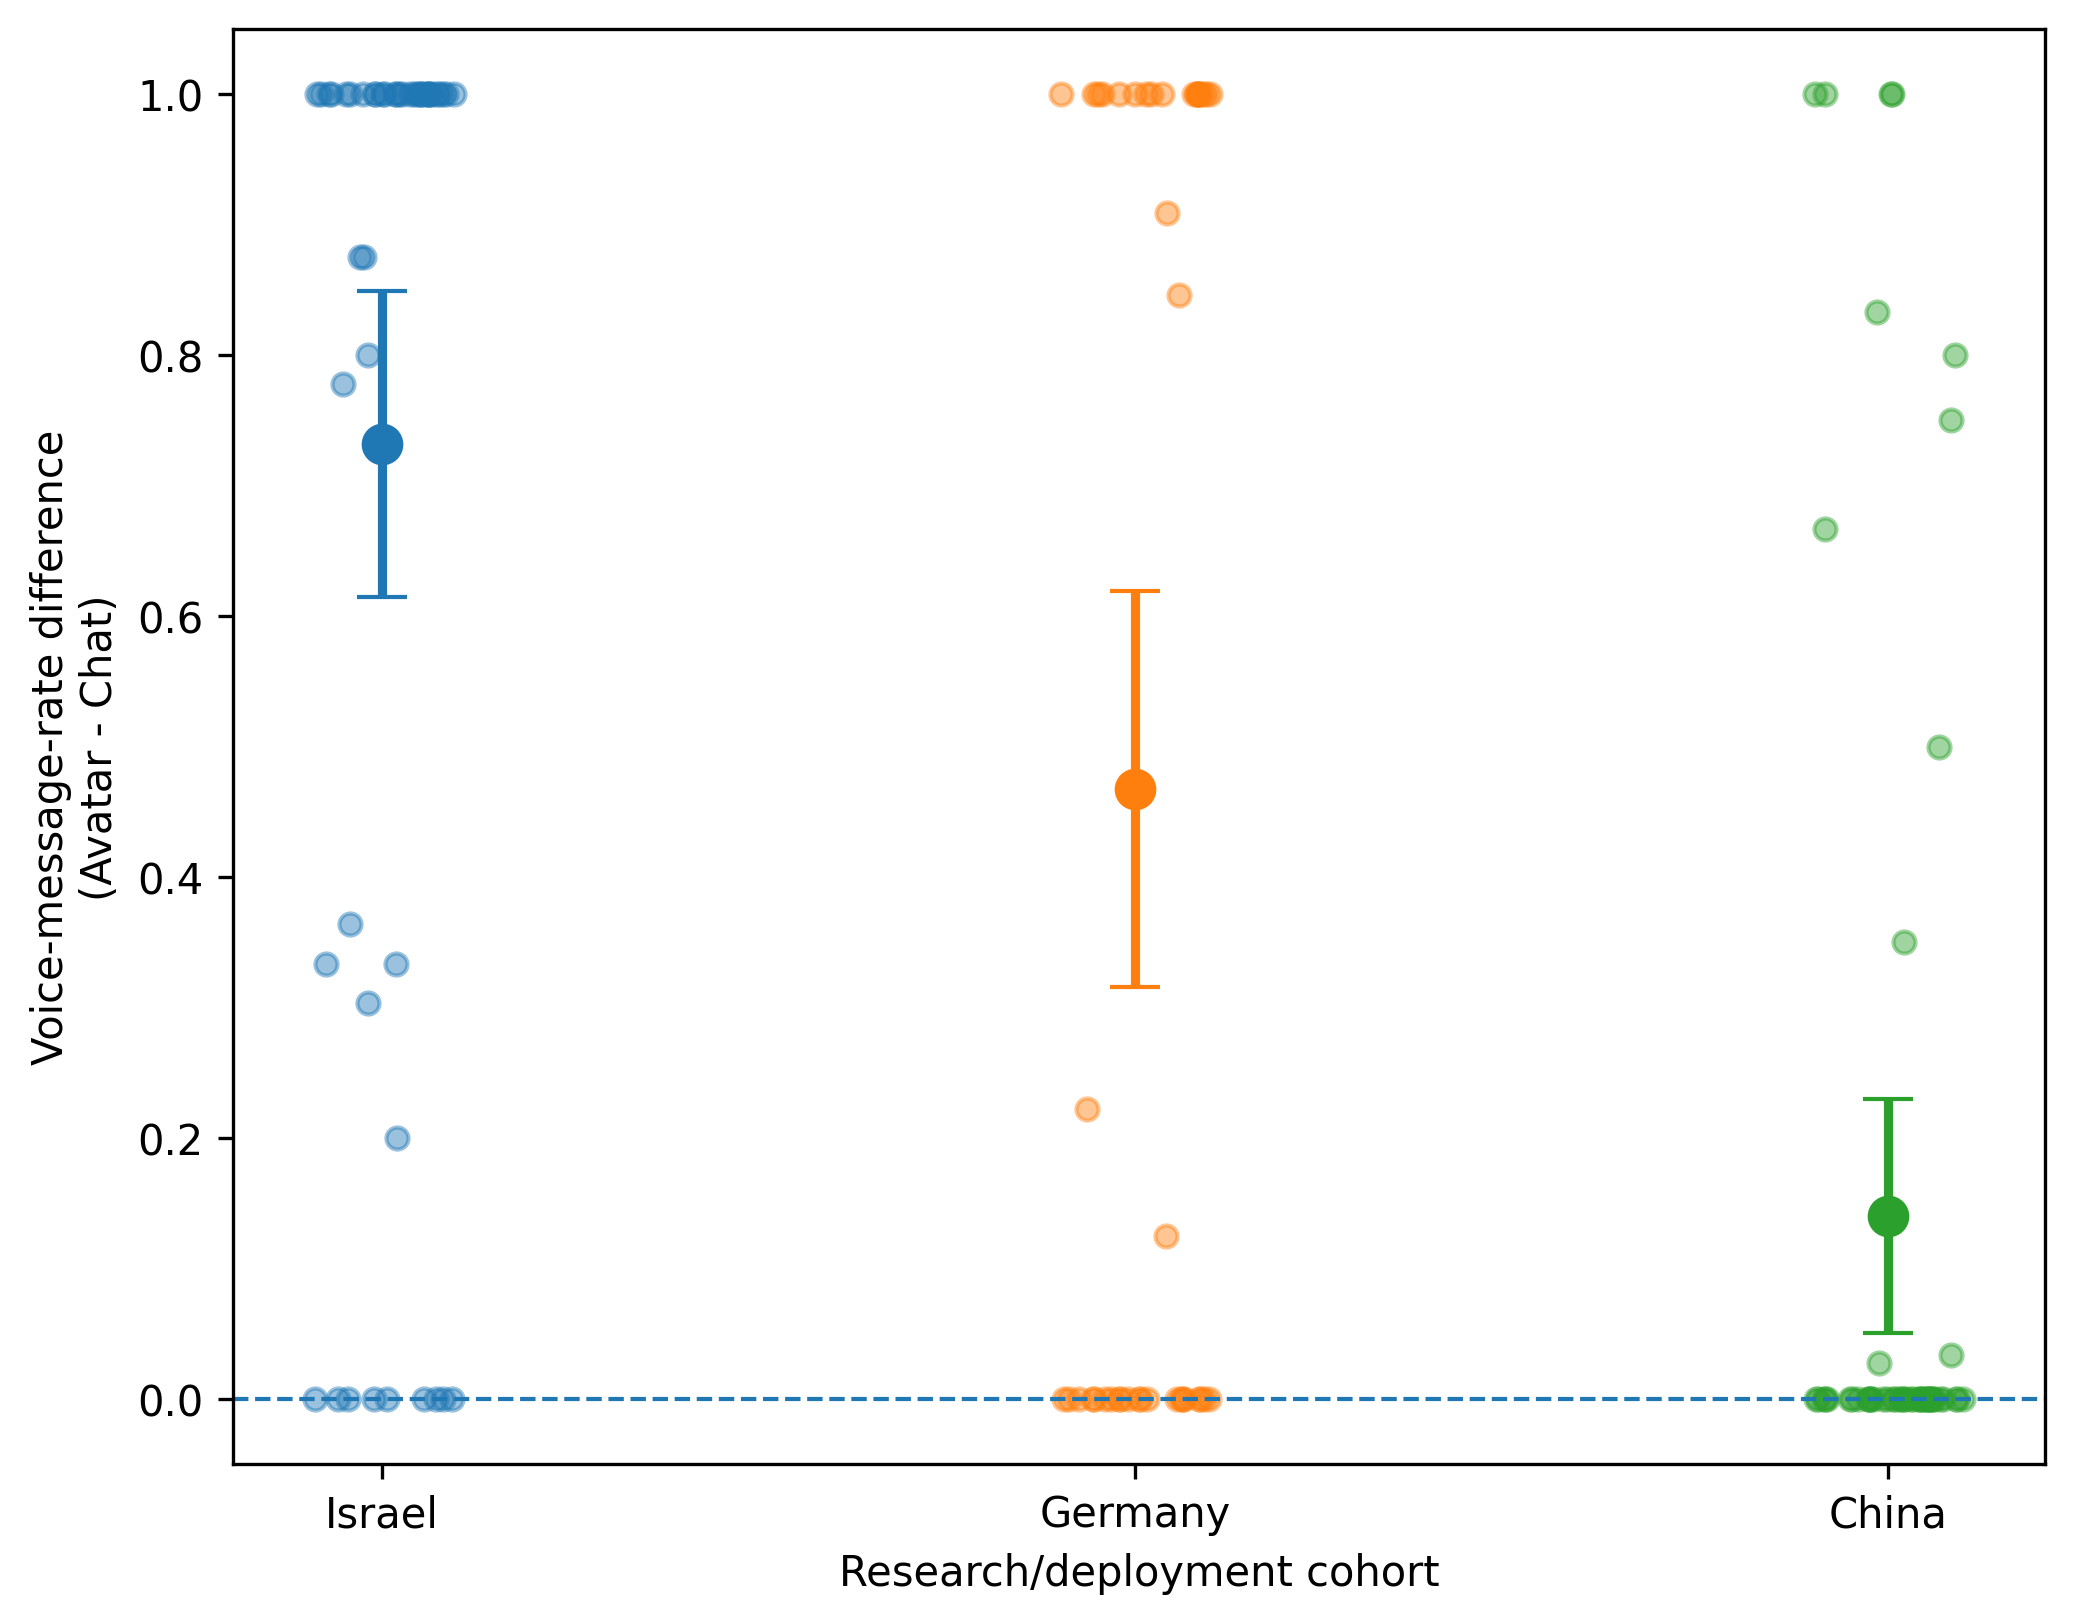 Voice-message-rate difference
(Avatar - Chat)
1.0
0.8
0.6
0.4
0.2
0.0
Israel
Germany
China
Research/deployment cohort